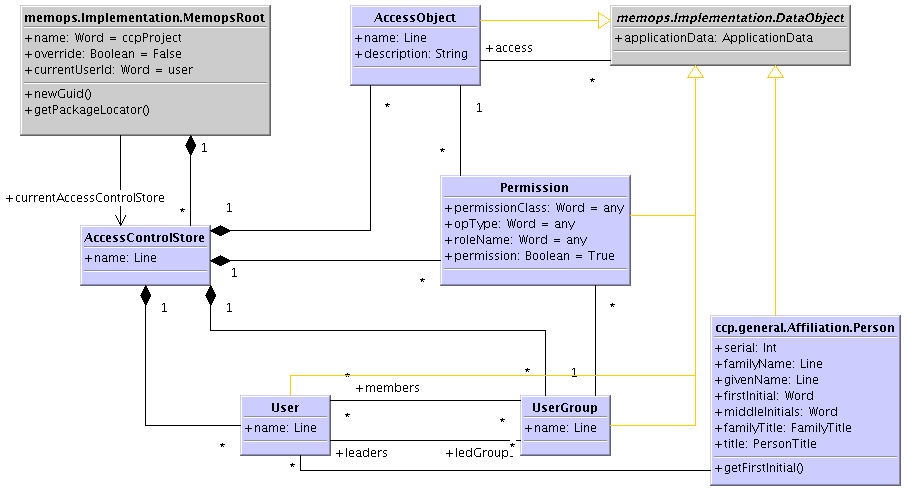 memops.Implementation.MemopsRoot
+name: Word = ccpProject
+override: Boolean = False
+currentUserId: Word = user
+newGuid()
+getPackageLocator()
AccessObject
+name: Line
+description: String
memops.Implementation.DataObject
+applicationData: ApplicationData
+access
*
*
1
*
1
*
+currentAccessControlStore
1
*
AccessControlStore
+name: Line
1
*
Permission
+permissionClass: Word = any
+opType: Word = any
+roleName: Word = any
+permission: Boolean = True
1
1
*
ccp.general.Affiliation.Person
+serial: Int
+familyName: Line
+givenName: Line
+firstInitial: Word
+middleInitials: Word
+familyTitle: FamilyTitle
+title: PersonTitle
+getFirstInitial()
*
*
1
+members
User
+name: Line
*
*
UserGroup
+name: Line
*
+leaders
+ledGroup
*
*